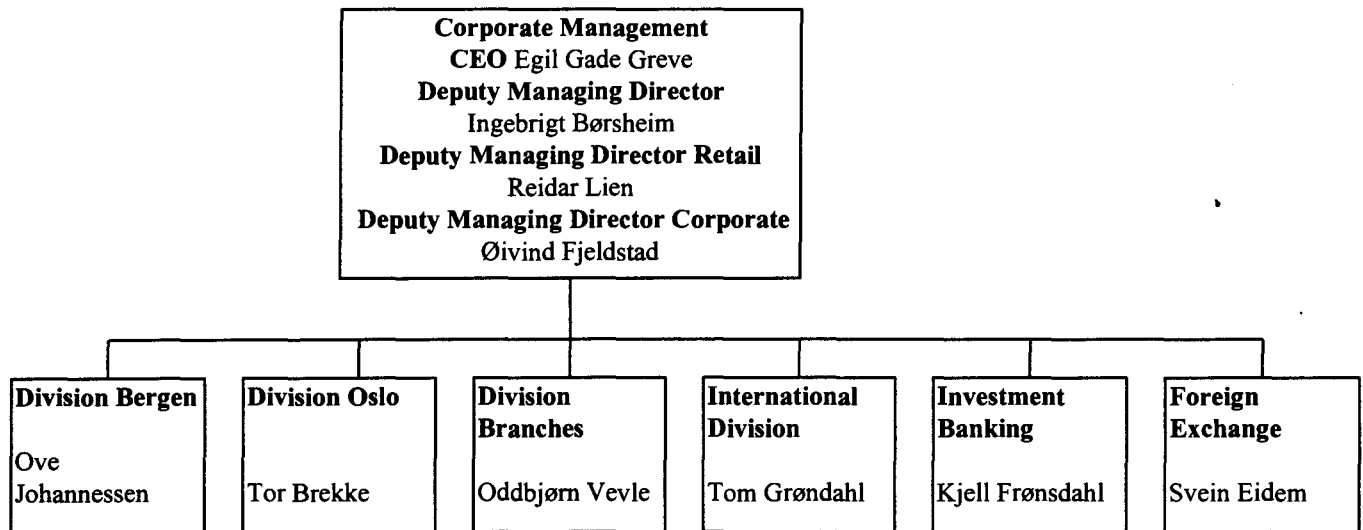 Corporate Management
CEO Egil Gade Greve
Deputy Managing Director
Ingebrigt Børsheim
Deputy Managing Director Retail
Reidar Lien
Deputy Managing Director Corporate
Øivind Fjeldstad
Division Bergen
Ove
Johannessen
Division Oslo
Tor Brekke
Division
Branches
Oddbjørn Vevle
International
Division
Tom Grøndahl
Investment
Banking
Kjell Frønsdahl
Foreign
Exchange
Svein Eidem